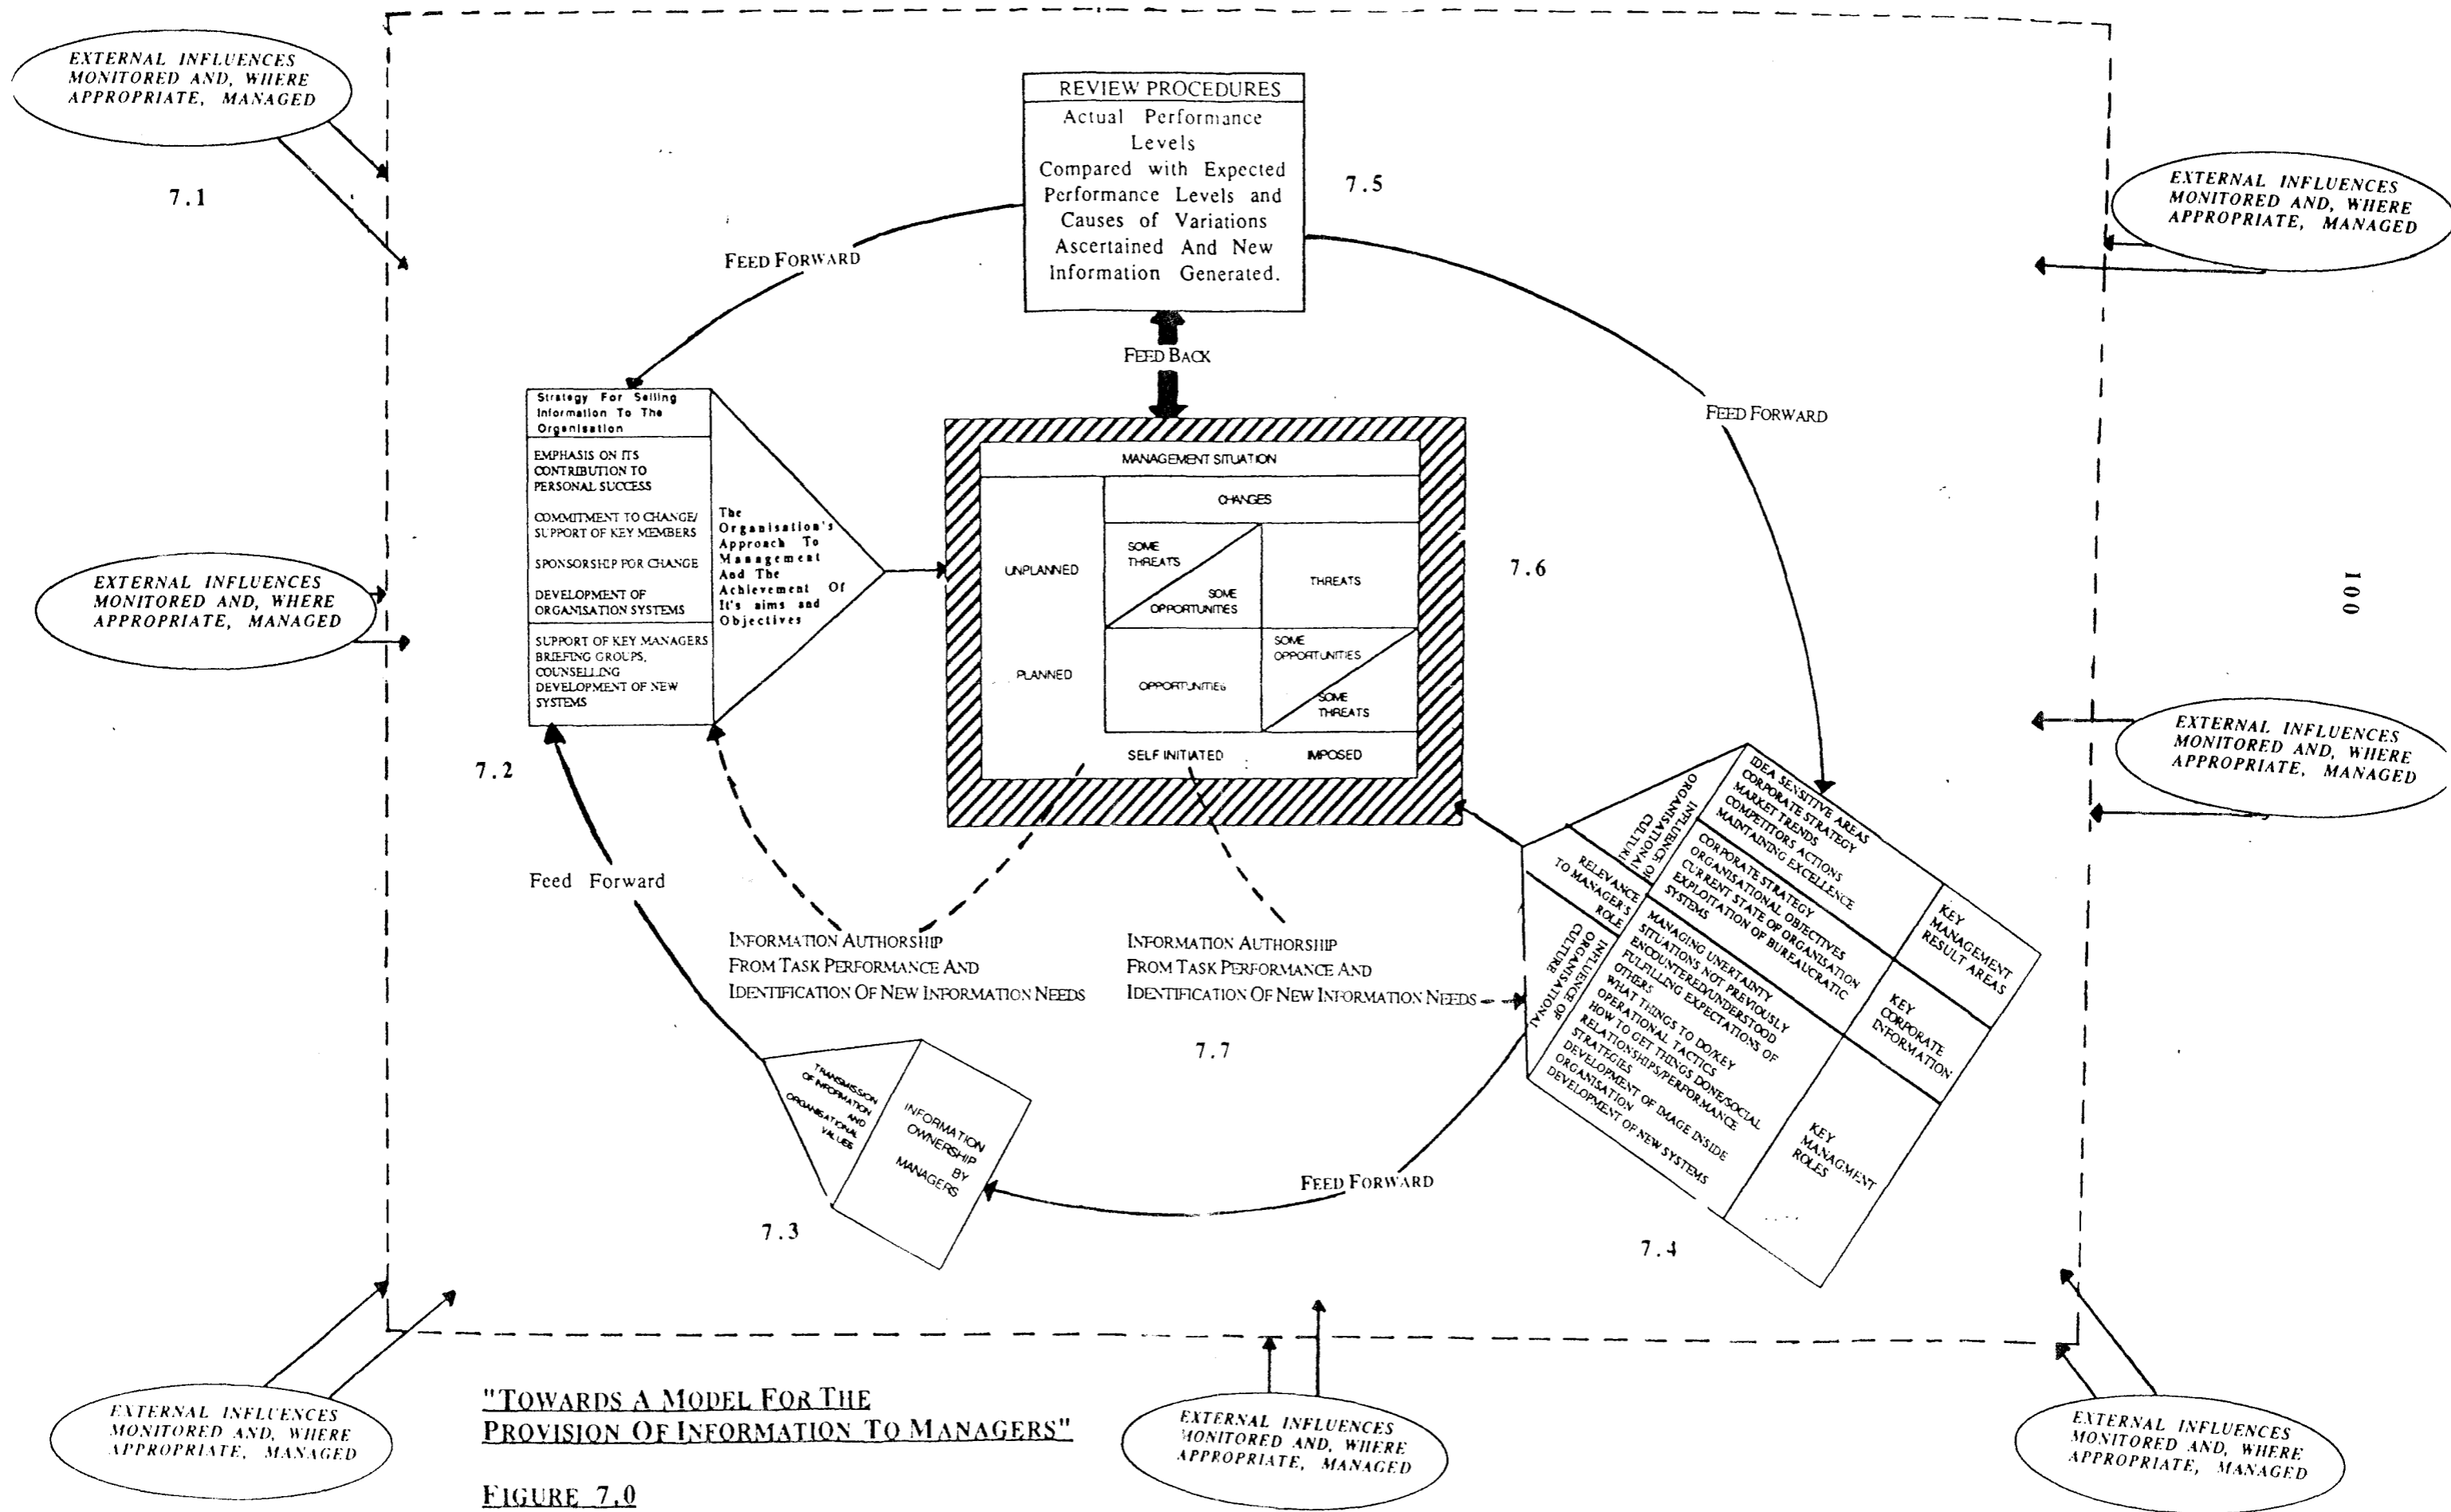 EXTERNAL INFLUENCES
MONITORED AND, WHERE
APPROPRIATE, MANAGED
7.1
REVIEW PROCEDURES
Actual Performance
Levels
Compared with Expected
Performance Levels and
Causes of Variations
Ascertained And New
Information Generated.
7.5
EXTERNAL INFLUENCES
MONITORED AND, WHERE
APPROPRIATE, MANAGED
FEED FORWARD
FEED BACK
FEED FORWARD
Strategy For Selling
Information To The
Organisation
EMPHASIS ON ITS
CONTRIBUTION TO
PERSONAL SUCCESS
COMMITMENT TO CHANGE/
SUPPORT OF KEY MEMBERS
SPONSORSHIP FOR CHANGE
DEVELOPMENT OF
ORGANISATION SYSTEMS
SUPPORT OF KEY MANAGERS
BRIEFING GROUPS,
COUNSELLING
DEVELOPMENT OF NEW
SYSTEMS
The
Organisation's
Approach To
Management
And The
Achievement Of
It's aims and
Objectives
7.2
MANAGEMENT SITUATION
CHANGES
UNPLANNED
SOME
THREATS
SOME
OPPORTUNITIES
THREATS
PLANNED
OPPORTUNITIES
SOME
OPPORTUNITIES
SOME
THREATS
SELF INITIATED
IMPOSED
7.6
100
EXTERNAL INFLUENCES
MONITORED AND, WHERE
APPROPRIATE, MANAGED
EXTERNAL INFLUENCES
MONITORED AND, WHERE
APPROPRIATE, MANAGED
Feed Forward
INFORMATION AUTHORSHIP
FROM TASK PERFORMANCE AND
IDENTIFICATION OF NEW INFORMATION NEEDS
INFORMATION AUTHORSHIP
FROM TASK PERFORMANCE AND
IDENTIFICATION OF NEW INFORMATION NEEDS
7.7
INFLUENCE OF
ORGANISATIONAL
CULTURE
RELEVANCE
TO MANAGER'S
ROLE
INFLUENCE OF
ORGANISATIONAL
CULTURE
IDEA SENSITIVE AREAS
CORPORATE STRATEGY
MARKET TRENDS
COMPETITORS ACTIONS
MAINTAINING EXCELLENCE
KEY
MANAGEMENT
RESULT AREAS
CORPORATE STRATEGY
ORGANISATIONAL OBJECTIVES
CURRENT STATE OF ORGANISATION
EXPLOITATION OF BUREAUCRATIC
SYSTEMS
KEY
CORPORATE
INFORMATION
MANAGING UNERTAINTY
SITUATIONS NOT PREVIOUSLY
ENCOUNTERED/UNDERSTOOD
FULFILLING EXPECTATIONS OF
OTHERS
WHAT THINGS TO DO/KEY
OPERATIONAL TACTICS
HOW TO GET THINGS DONE/SOCIAL
RELATIONSHIPS/PERFORMANCE
STRATEGIES
DEVELOPMENT OF IMAGE INSIDE
ORGANISATION
DEVELOPMENT OF NEW SYSTEMS
KEY
MANAGMENT
ROLES
7.4
FEED FORWARD
TRANSMISSION
OF INFORMATION
AND
ORGANISATIONAL
VALUES
INFORMATION
OWNERSHIP
BY
MANAGERS
7.3
EXTERNAL INFLUENCES
MONITORED AND, WHERE
APPROPRIATE, MANAGED
EXTERNAL INFLUENCES
MONITORED AND, WHERE
APPROPRIATE, MANAGED
EXTERNAL INFLUENCES
MONITORED AND, WHERE
APPROPRIATE, MANAGED
"TOWARDS A MODEL FOR THE
PROVISION OF INFORMATION TO MANAGERS"
FIGURE 7.0